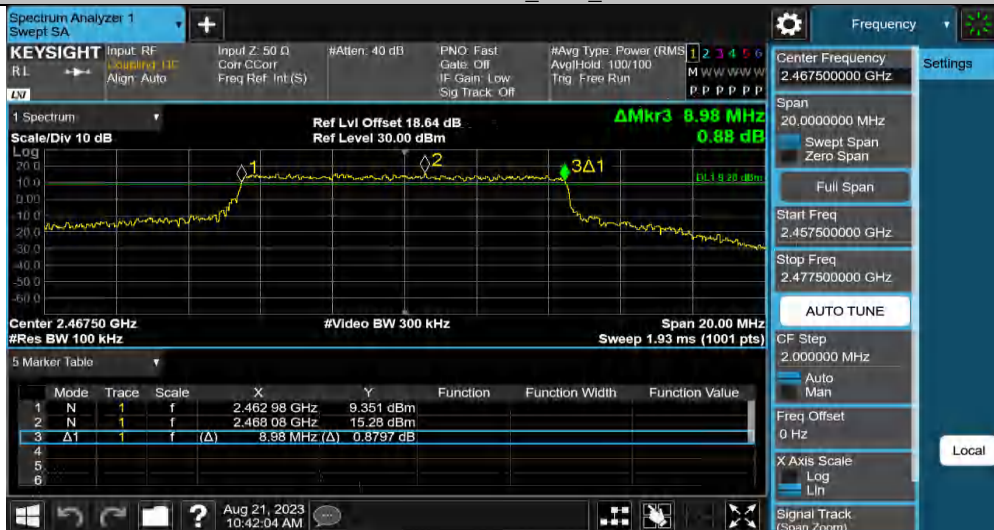 Spectrum Analyzer 1
Swept SA
Frequency
KEYSIGHT
RL
LXI
Input: RF
Coupling: DC
Align: Auto
Input Z: 50 Ω
Corr CCorr
Freq Ref: Int (S)
#Atten: 40 dB
PNO: Fast
Gate: Off
IF Gain: Low
Sig Track: Off
#Avg Type: Power (RMS
Avg|Hold: 100/100
Trig: Free Run
1 2 3 4 5 6
M W W W W W
P P P P P P
1 Spectrum
Scale/Div 10 dB
Log
Ref Lvl Offset 18.64 dB
Ref Level 30.00 dBm
ΔMkr3 8.98 MHz
0.88 dB
20.0
10.0
0.00
-10.0
-20.0
-30.0
-40.0
-50.0
-60.0
1
2
3Δ1
DL1 9.28 dBm
Center 2.46750 GHz
#Res BW 100 kHz
#Video BW 300 kHz
Span 20.00 MHz
Sweep 1.93 ms (1001 pts)
5 Marker Table
Mode Trace Scale X Y Function Function Width Function Value
1 N 1 f 2.462 98 GHz 9.351 dBm
2 N 1 f 2.468 08 GHz 15.28 dBm
3 Δ1 1 f (Δ) 8.98 MHz (Δ) 0.8797 dB
4
5
6
Aug 21, 2023
10:42:04 AM
Center Frequency
2.467500000 GHz
Span
20.0000000 MHz
Swept Span
Zero Span
Full Span
Start Freq
2.457500000 GHz
Stop Freq
2.477500000 GHz
AUTO TUNE
CF Step
2.000000 MHz
Auto
Man
Freq Offset
0 Hz
X Axis Scale
Log
Lin
Signal Track
(Span Zoom)
Settings
Local